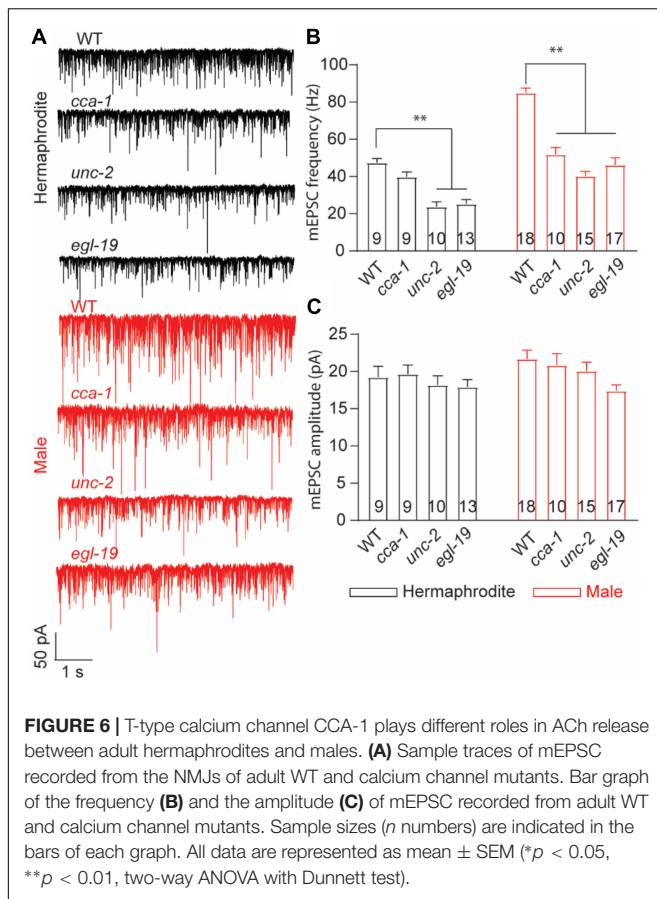 A
WT
cca-1
unc-2
egl-19
Hermaphrodite
WT
cca-1
unc-2
egl-19
Male
50 pA
1 s
B
mEPSC frequency (Hz)
100
80
60
40
20
0
**
**
9 9 10 13 18 10 15 17
WT cca-1 unc-2 egl-19 WT cca-1 unc-2 egl-19
C
mEPSC amplitude (pA)
25
20
15
10
5
0
9 9 10 13 18 10 15 17
WT cca-1 unc-2 egl-19 WT cca-1 unc-2 egl-19
Hermaphrodite Male
FIGURE 6 | T-type calcium channel CCA-1 plays different roles in ACh release
between adult hermaphrodites and males. (A) Sample traces of mEPSC
recorded from the NMJs of adult WT and calcium channel mutants. Bar graph
of the frequency (B) and the amplitude (C) of mEPSC recorded from adult WT
and calcium channel mutants. Sample sizes (n numbers) are indicated in the
bars of each graph. All data are represented as mean ± SEM (*p < 0.05,
**p < 0.01, two-way ANOVA with Dunnett test).